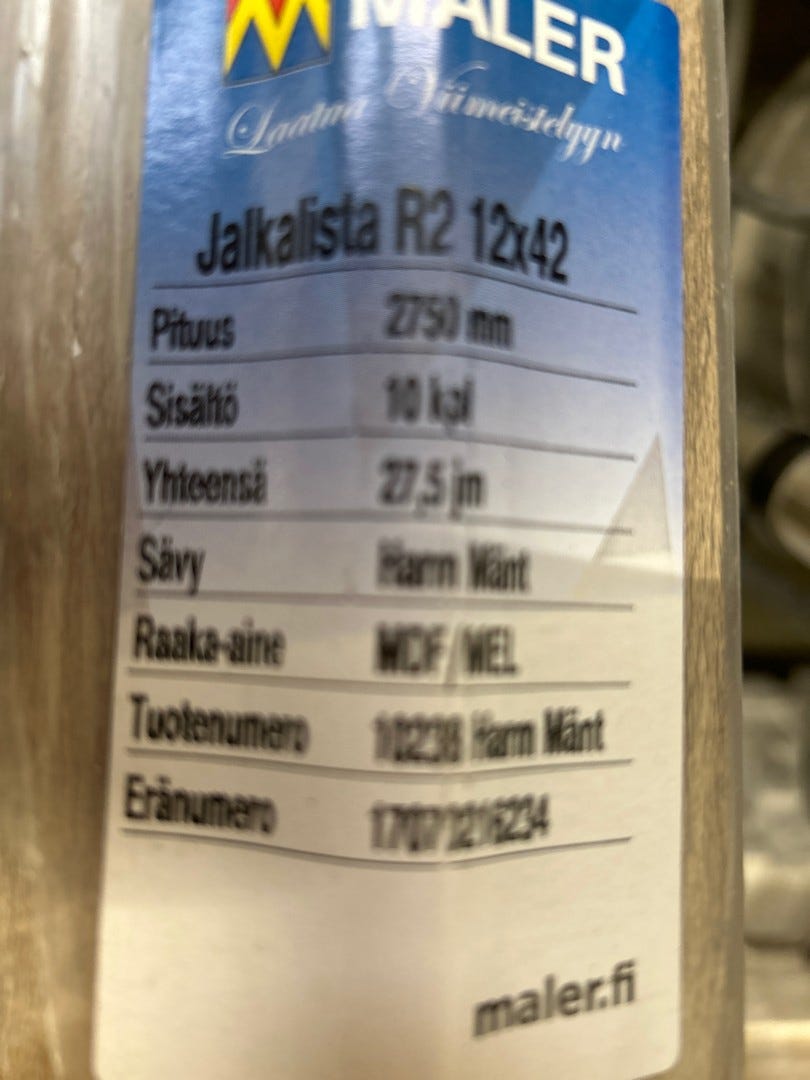 MALER
Laatua Viimeistelyyn
Jalkalista R2 12x42
Pituus 2750 mm
Sisältö 10 kpl
Yhteensä 27,5 jm
Sävy Harm Mänt
Raaka-aine MDF/MEL
Tuotenumero 10238 Harm Mänt
Eränumero
maler.fi